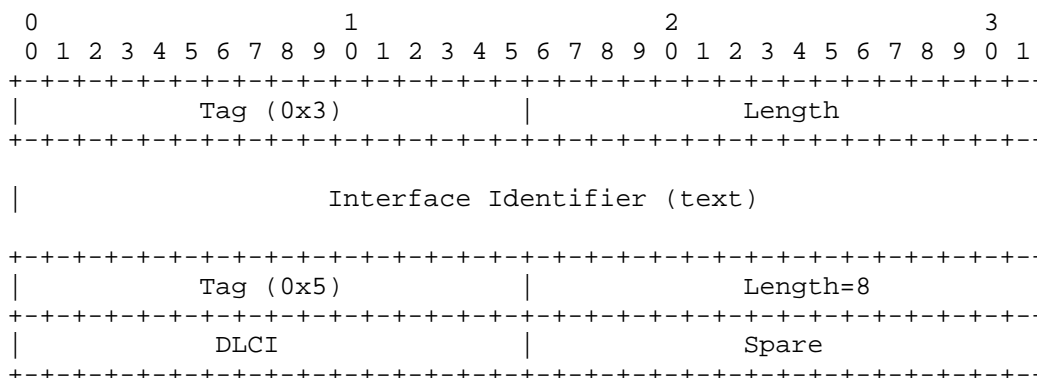 0                   1                   2                   3
 0 1 2 3 4 5 6 7 8 9 0 1 2 3 4 5 6 7 8 9 0 1 2 3 4 5 6 7 8 9 0 1
+-+-+-+-+-+-+-+-+-+-+-+-+-+-+-+-+-+-+-+-+-+-+-+-+-+-+-+-+-+-+-+--
|           Tag (0x3)           |             Length
+-+-+-+-+-+-+-+-+-+-+-+-+-+-+-+-+-+-+-+-+-+-+-+-+-+-+-+-+-+-+-+--
|                   Interface Identifier (text)
+-+-+-+-+-+-+-+-+-+-+-+-+-+-+-+-+-+-+-+-+-+-+-+-+-+-+-+-+-+-+-+--
|           Tag (0x5)           |             Length=8
+-+-+-+-+-+-+-+-+-+-+-+-+-+-+-+-+-+-+-+-+-+-+-+-+-+-+-+-+-+-+-+--
|            DLCI               |             Spare
+-+-+-+-+-+-+-+-+-+-+-+-+-+-+-+-+-+-+-+-+-+-+-+-+-+-+-+-+-+-+-+--